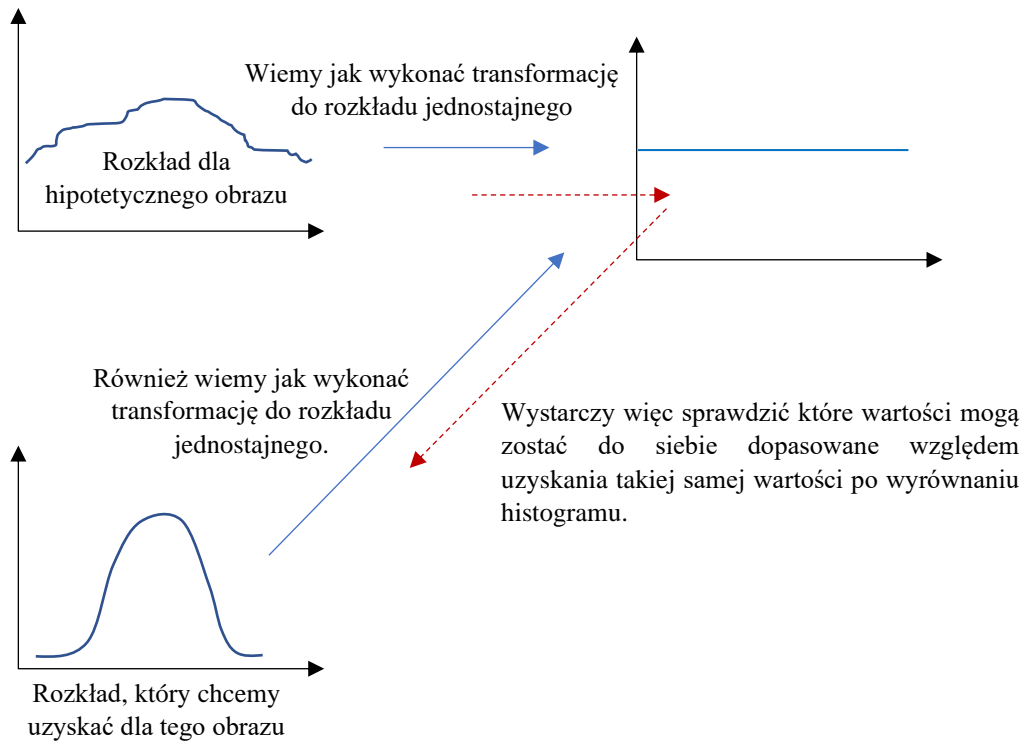 Wiemy jak wykonać transformację
do rozkładu jednostajnego
Rozkład dla
hipotetycznego obrazu
Również wiemy jak wykonać
transformację do rozkładu
jednostajnego.
Wystarczy więc sprawdzić które wartości mogą
zostać do siebie dopasowane względem
uzyskania takiej samej wartości po wyrównaniu
histogramu.
Rozkład, który chcemy
uzyskać dla tego obrazu